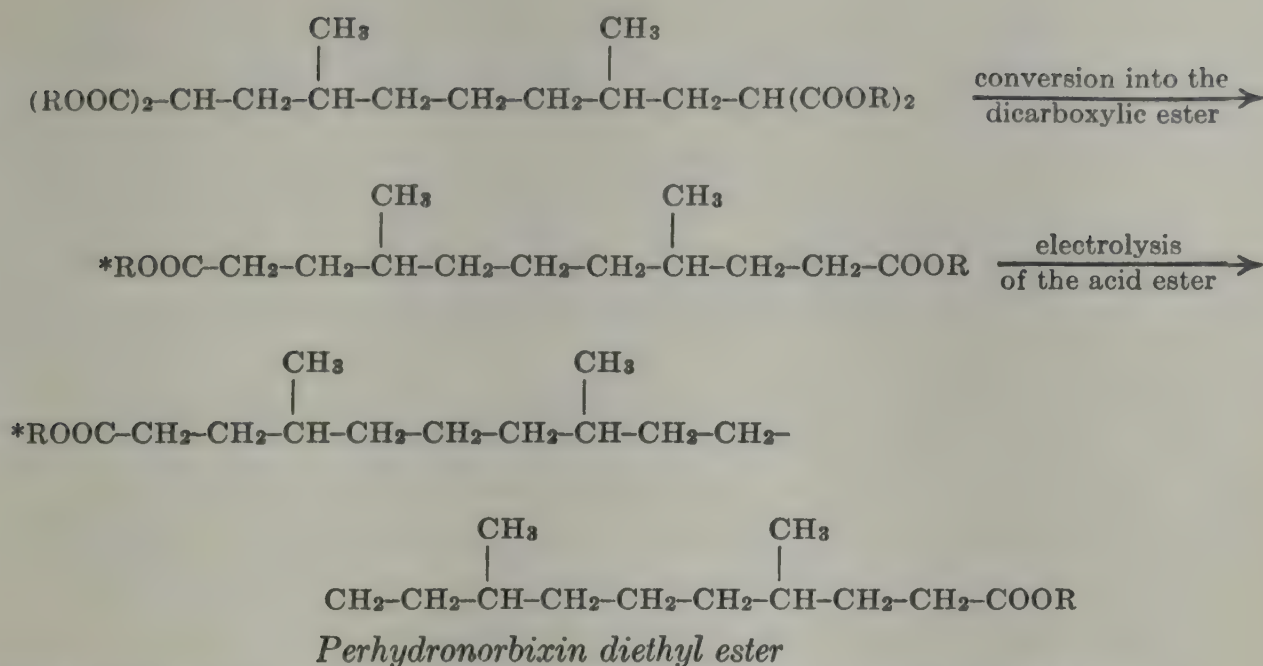 CH₃ CH₃
(ROOC)₂-CH-CH₂-CH-CH₂-CH₂-CH₂-CH-CH₂-CH(COOR)₂ conversion into the dicarboxylic ester
CH₃ CH₃
*ROOC-CH₂-CH₂-CH-CH₂-CH₂-CH₂-CH-CH₂-CH₂-COOR electrolysis of the acid ester
CH₃ CH₃
*ROOC-CH₂-CH₂-CH-CH₂-CH₂-CH₂-CH-CH₂-CH₂-
CH₃ CH₃
CH₂-CH₂-CH-CH₂-CH₂-CH₂-CH-CH₂-CH₂-COOR
Perhydronorbixin diethyl ester